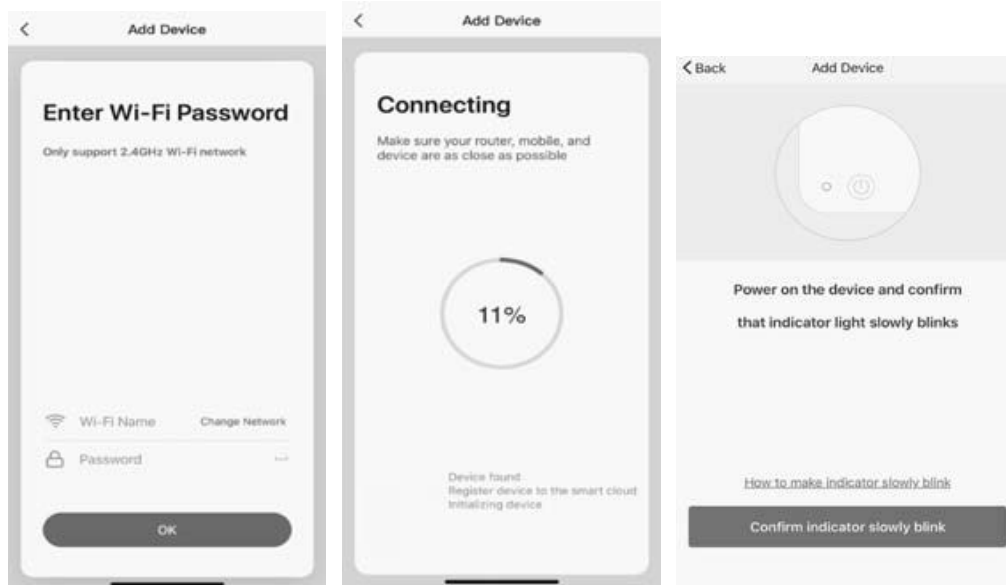 Add Device
Enter Wi-Fi Password
Only support 2.4GHz Wi-Fi network
Wi-Fi Name Change Network
Password
OK
Add Device
Connecting
Make sure your router, mobile, and
device are as close as possible
11%
Device found
Register device to the smart cloud
Initializing device
Back Add Device
Power on the device and confirm
that indicator light slowly blinks
How to make indicator slowly blink
Confirm indicator slowly blink